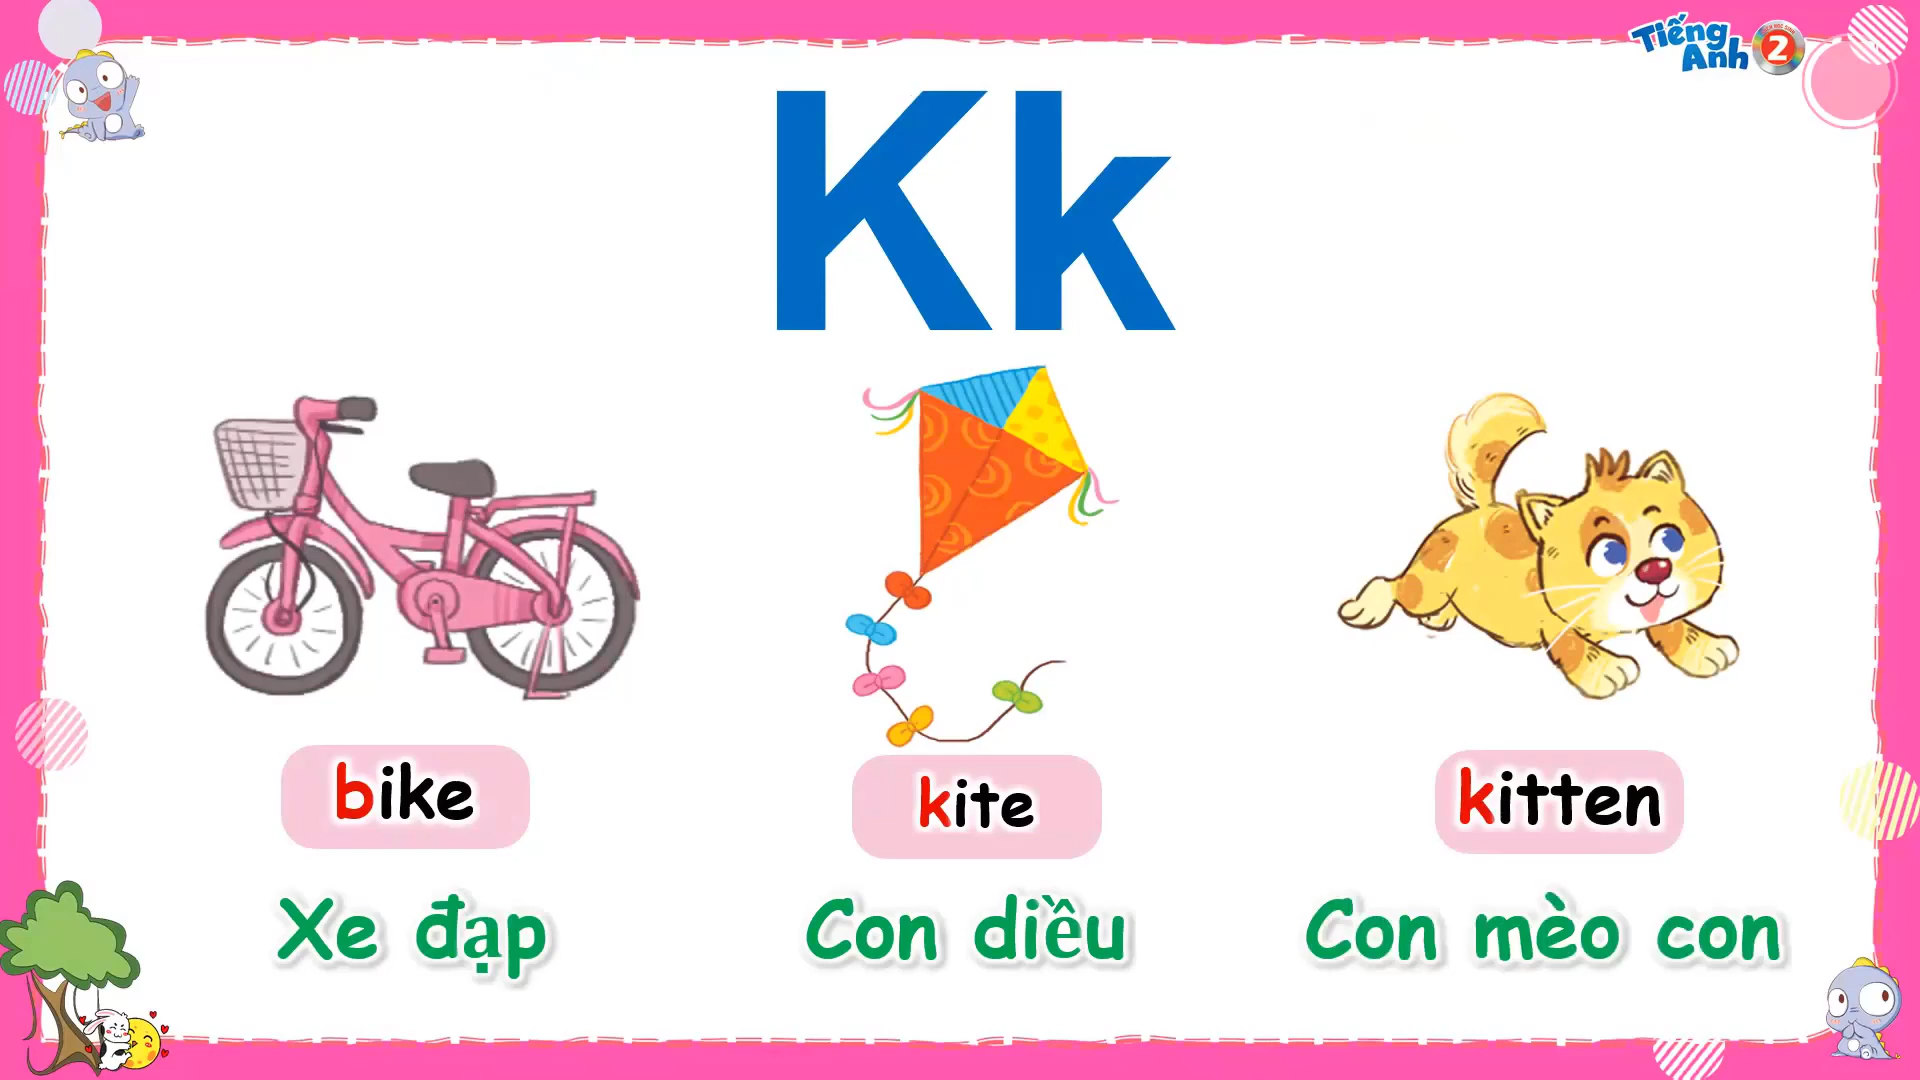 Tiếng
Anh 2
Kk
bike
kite
kitten
Xe đạp
Con diều
Con mèo con